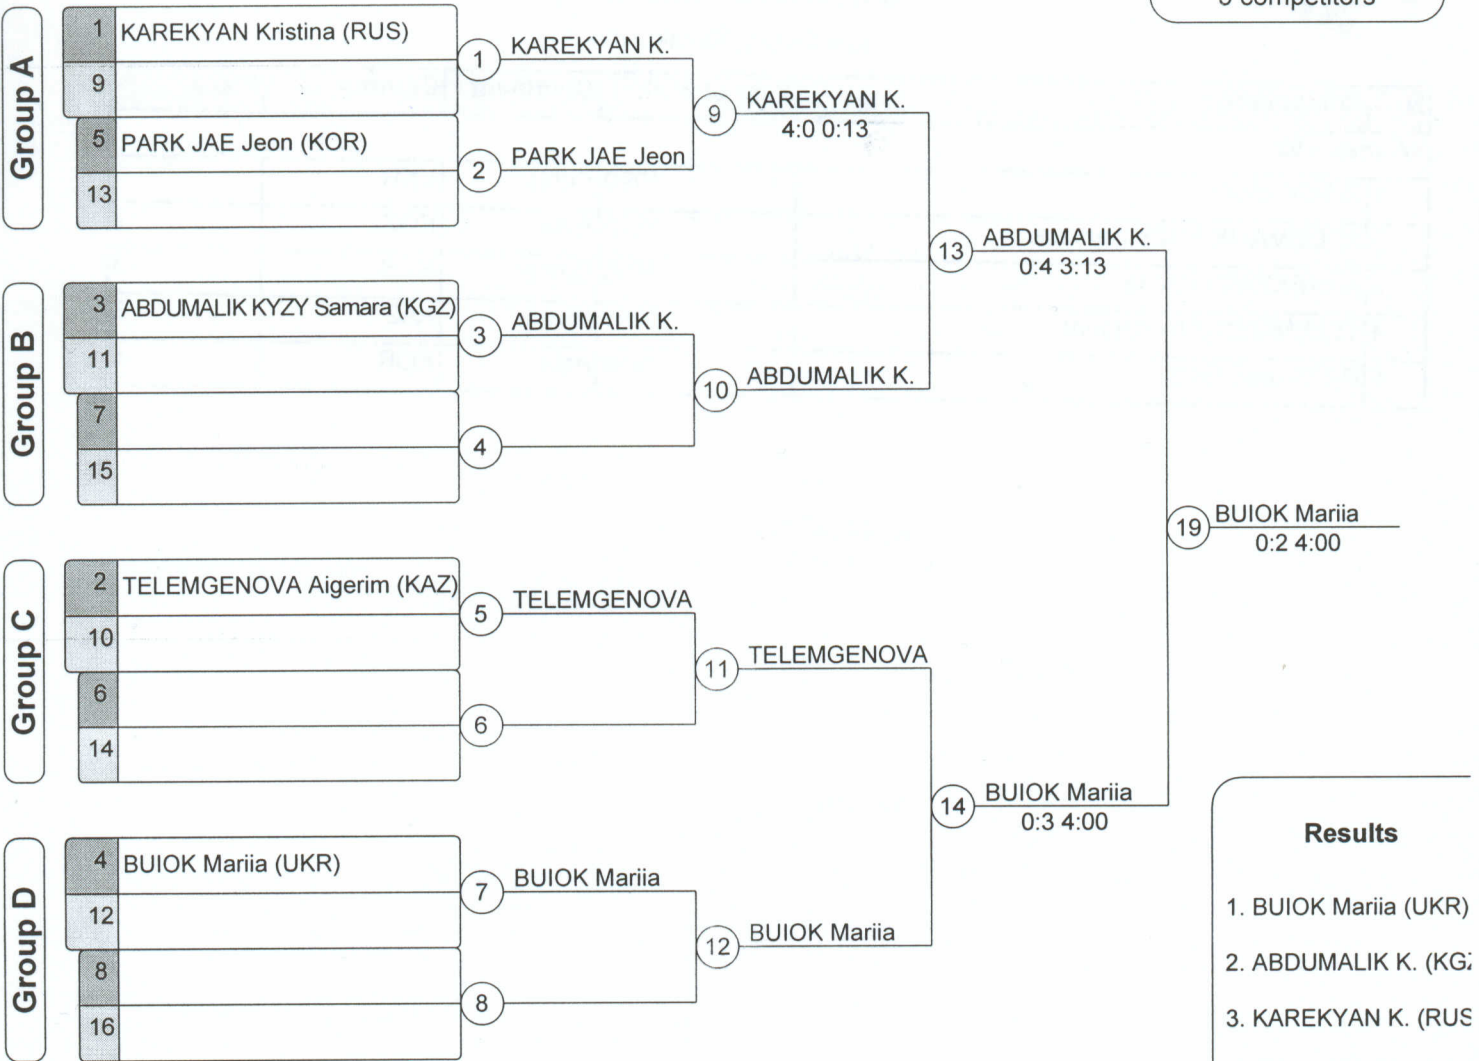 competitors
Group A
1 KAREKYAN Kristina (RUS)
9
5 PARK JAE Jeon (KOR)
13
1 KAREKYAN K.
2 PARK JAE Jeon
9 KAREKYAN K.
4:0 0:13
Group B
3 ABDUMALIK KYZY Samara (KGZ)
11
7
15
3 ABDUMALIK K.
4
10 ABDUMALIK K.
13 ABDUMALIK K.
0:4 3:13
Group C
2 TELEMGENOVA Aigerim (KAZ)
10
6
14
5 TELEMGENOVA
6
11 TELEMGENOVA
Group D
4 BUIOK Mariia (UKR)
12
8
16
7 BUIOK Mariia
8
12 BUIOK Mariia
14 BUIOK Mariia
0:3 4:00
19 BUIOK Mariia
0:2 4:00
Results
1. BUIOK Mariia (UKR)
2. ABDUMALIK K. (KGZ
3. KAREKYAN K. (RUS